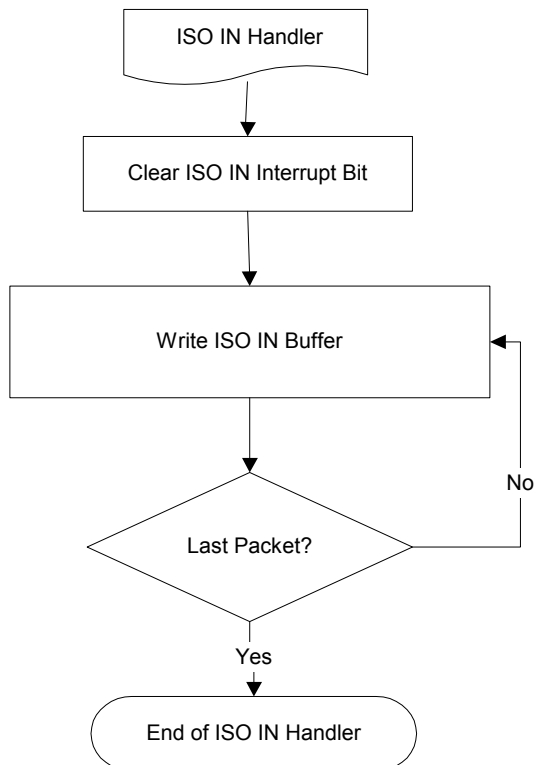 ISO IN Handler
Clear ISO IN Interrupt Bit
Write ISO IN Buffer
No
Last Packet?
Yes
End of ISO IN Handler